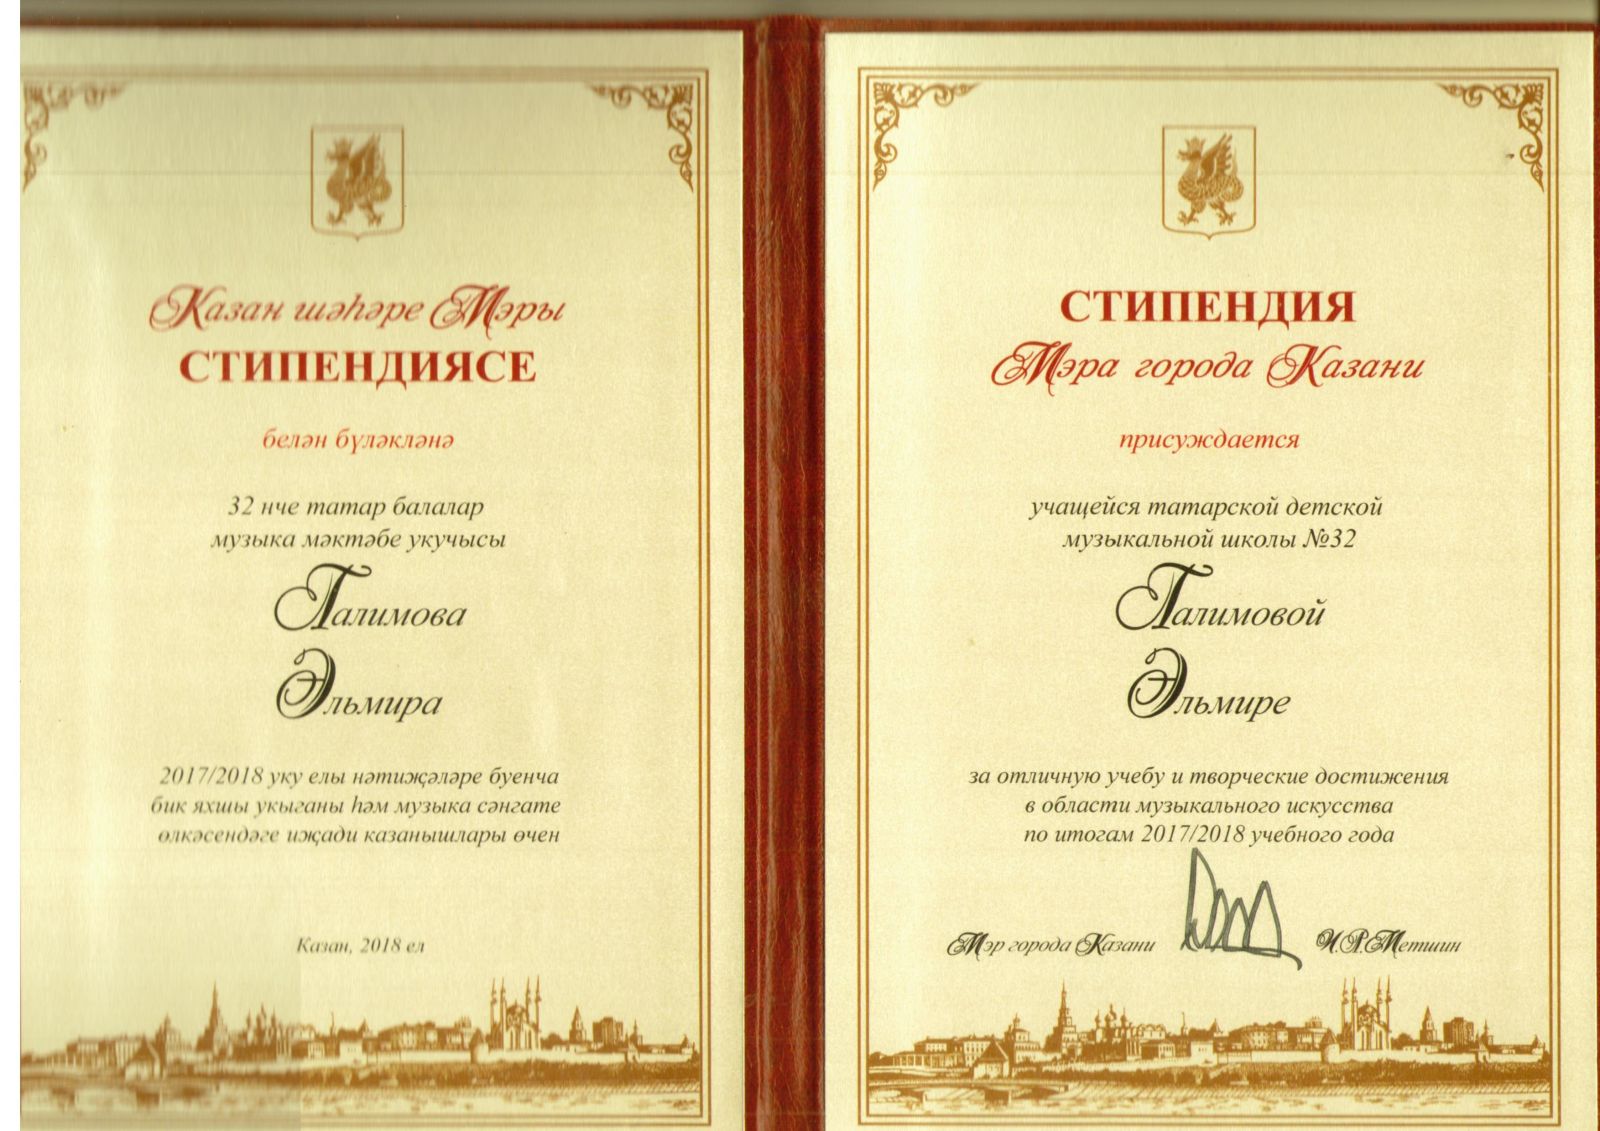 Казан шәһәре Мэры
СТИПЕНДИЯСЕ
белән бүләкләнә
32 нче татар балалар
музыка мәктәбе укучысы
Галимова
Эльмира
2017/2018 уку елы нәтиҗәләре буенча
бик яхшы укыганы һәм музыка сәнгате
өлкәсендәге иҗади казанышлары өчен
Казан, 2018 ел
СТИПЕНДИЯ
Мэра города Казани
присуждается
учащейся татарской детской
музыкальной школы №32
Галимовой
Эльмире
за отличную учебу и творческие достижения
в области музыкального искусства
по итогам 2017/2018 учебного года
Мэр города Казани И.Р.Метшин